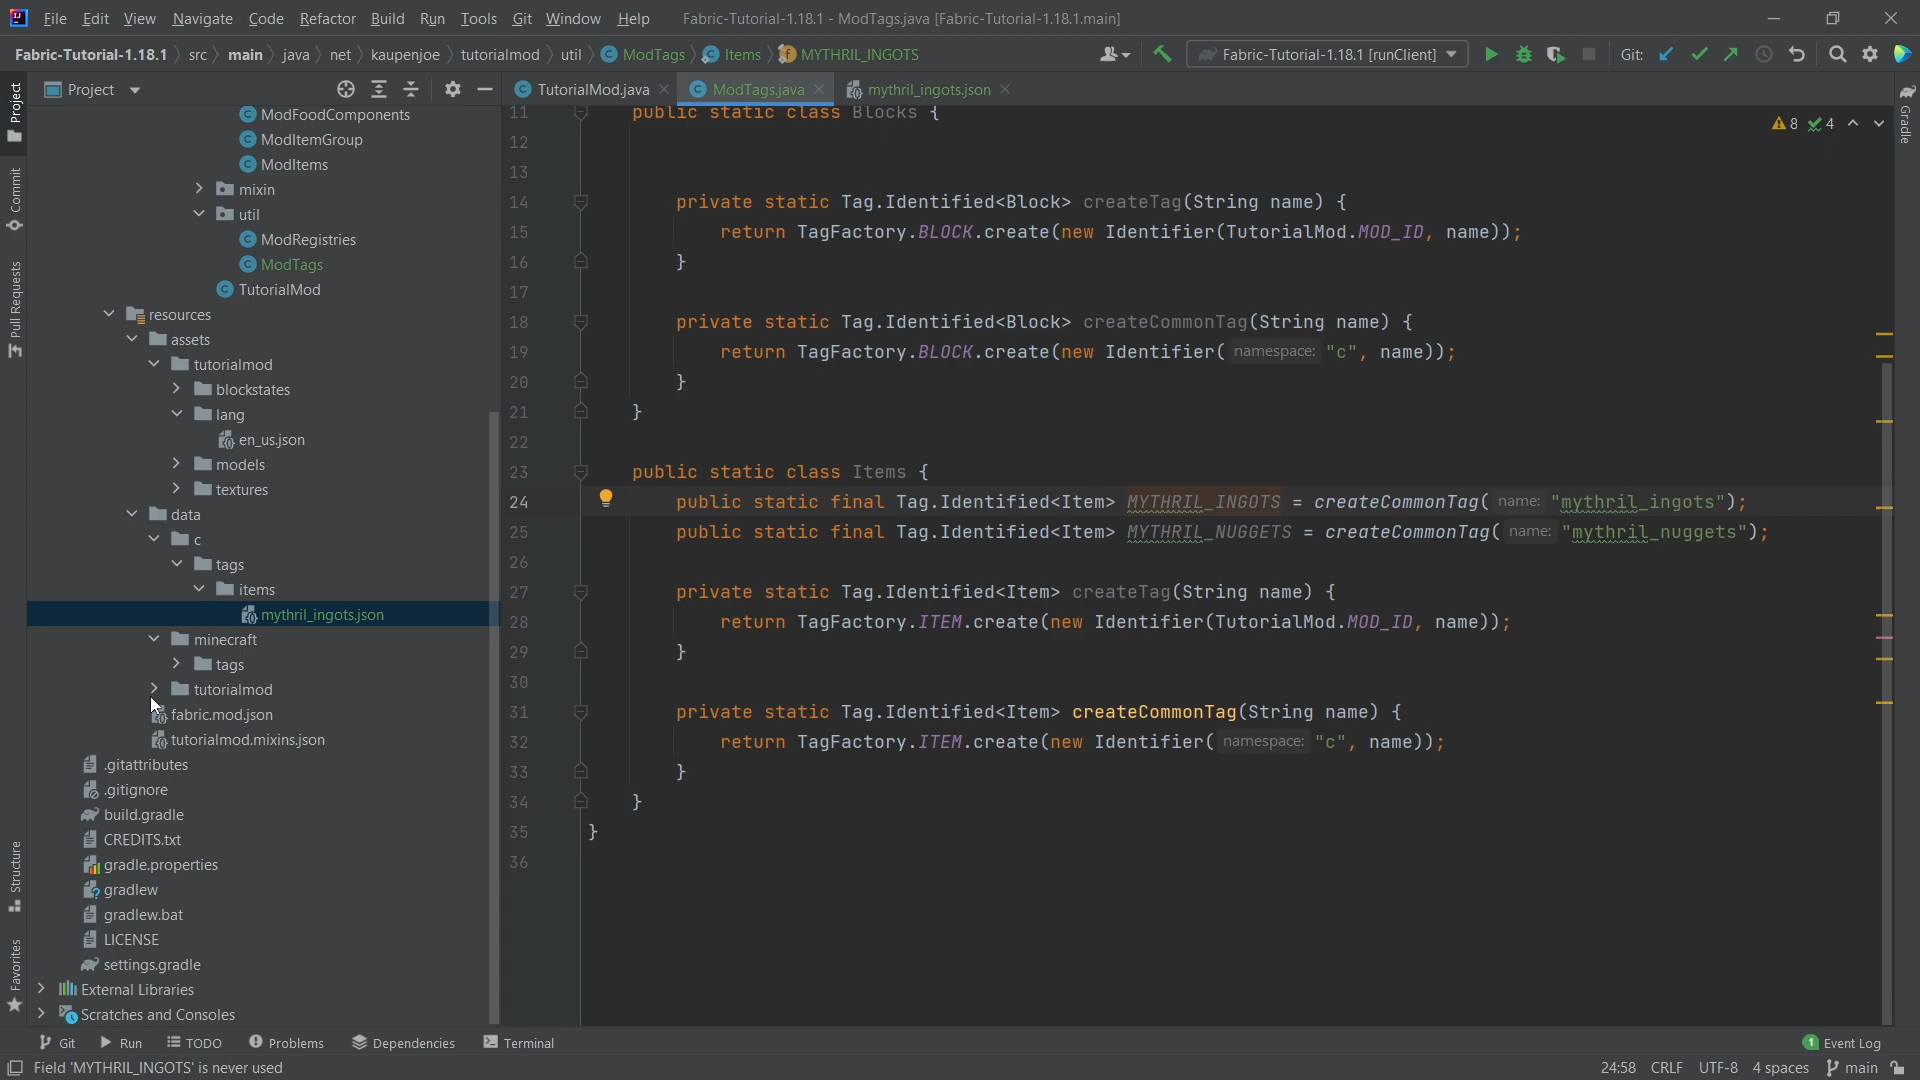 File Edit View Navigate Code Refactor Build Run Tools Git Window Help Fabric-Tutorial-1.18.1 - ModTags.java [Fabric-Tutorial-1.18.1.main]
Fabric-Tutorial-1.18.1 src main java net kaupenjoe tutorialmod util ModTags Items MYTHRIL_INGOTS Fabric-Tutorial-1.18.1 [runClient] Git:
Project TutorialMod.java ModTags.java mythril_ingots.json
Project
Commit
Pull Requests
Structure
Favorites
ModFoodComponents
ModItemGroup
ModItems
mixin
util
ModRegistries
ModTags
TutorialMod
resources
assets
tutorialmod
blockstates
lang
en_us.json
models
textures
data
c
tags
items
mythril_ingots.json
minecraft
tags
tutorialmod
fabric.mod.json
tutorialmod.mixins.json
.gitattributes
.gitignore
build.gradle
CREDITS.txt
gradle.properties
gradlew
gradlew.bat
LICENSE
settings.gradle
External Libraries
Scratches and Consoles
8 4
11 public static class Blocks {
12
13
14 private static Tag.Identified<Block> createTag(String name) {
15 return TagFactory.BLOCK.create(new Identifier(TutorialMod.MOD_ID, name));
16 }
17
18 private static Tag.Identified<Block> createCommonTag(String name) {
19 return TagFactory.BLOCK.create(new Identifier( namespace: "c", name));
20 }
21 }
22
23 public static class Items {
24 public static final Tag.Identified<Item> MYTHRIL_INGOTS = createCommonTag( name: "mythril_ingots");
25 public static final Tag.Identified<Item> MYTHRIL_NUGGETS = createCommonTag( name: "mythril_nuggets");
26
27 private static Tag.Identified<Item> createTag(String name) {
28 return TagFactory.ITEM.create(new Identifier(TutorialMod.MOD_ID, name));
29 }
30
31 private static Tag.Identified<Item> createCommonTag(String name) {
32 return TagFactory.ITEM.create(new Identifier( namespace: "c", name));
33 }
34 }
35 }
36
Gradle
Git Run TODO Problems Dependencies Terminal 1 Event Log
Field 'MYTHRIL_INGOTS' is never used 24:58 CRLF UTF-8 4 spaces main